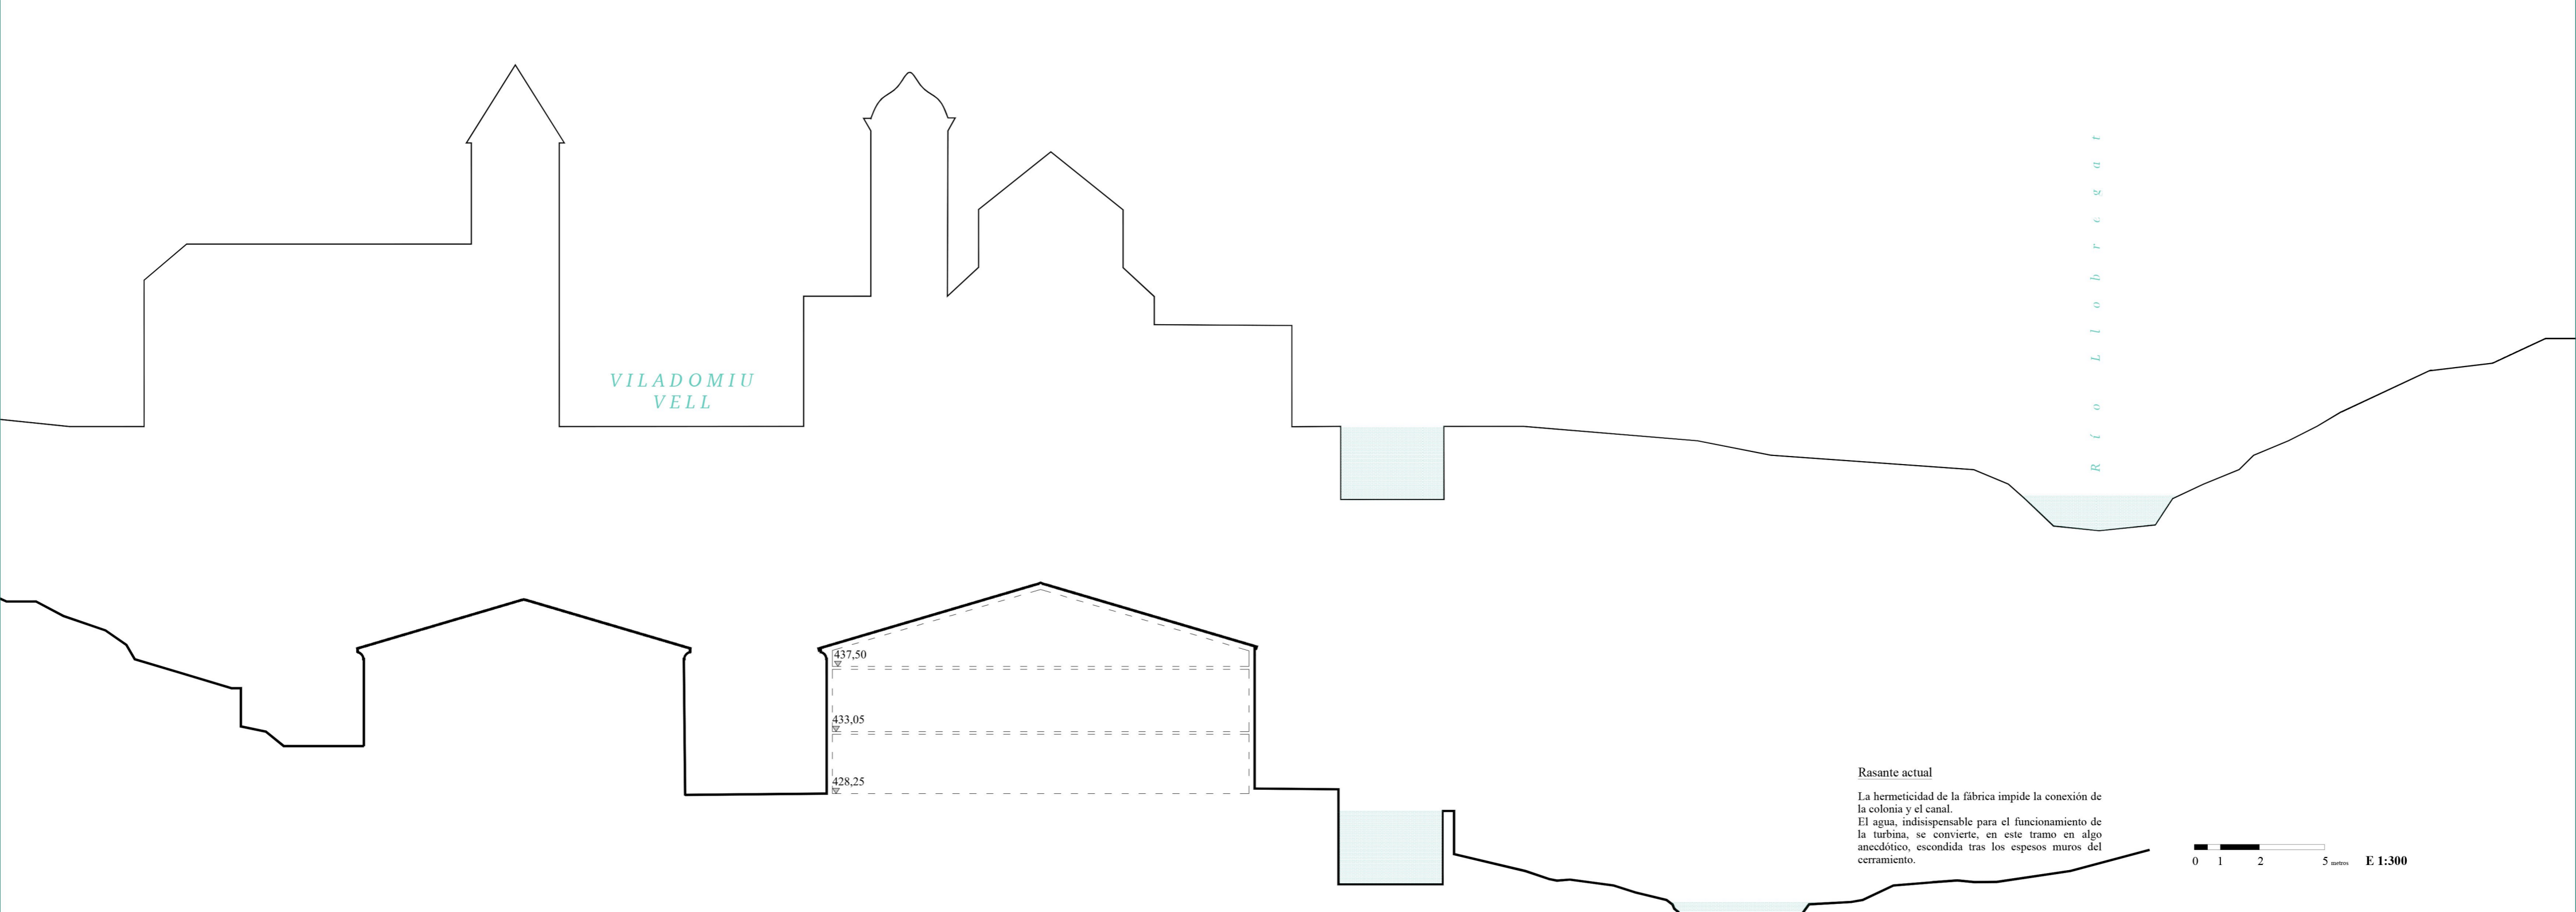 VILADOMIU
VELL
Río Llobregat
437,50
433,05
428,25
Rasante actual
La hermeticidad de la fábrica impide la conexión de
la colonia y el canal.
El agua, indisispensable para el funcionamiento de
la turbina, se convierte, en este tramo en algo
anecdótico, escondida tras los espesos muros del
cerramiento.
0 1 2 5 metros E 1:300